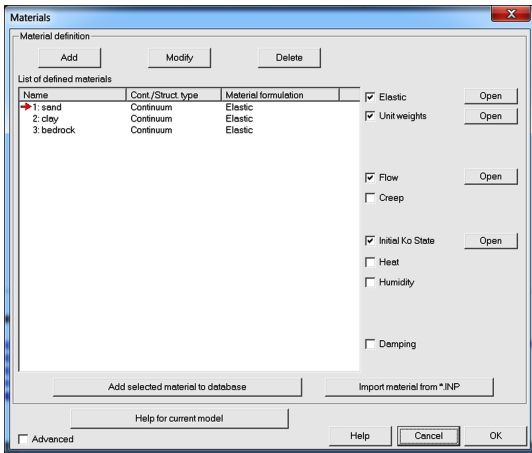 Materials
Material definition
Add Modify Delete
List of defined materials
Name Cont./Struct. type Material formulation
1: sand Continuum Elastic
2: clay Continuum Elastic
3: bedrock Continuum Elastic
Elastic Open
Unit weights Open
Flow Open
Creep
Initial Ko State Open
Heat
Humidity
Damping
Add selected material to database Import material from *.INP
Help for current model
Advanced Help Cancel OK